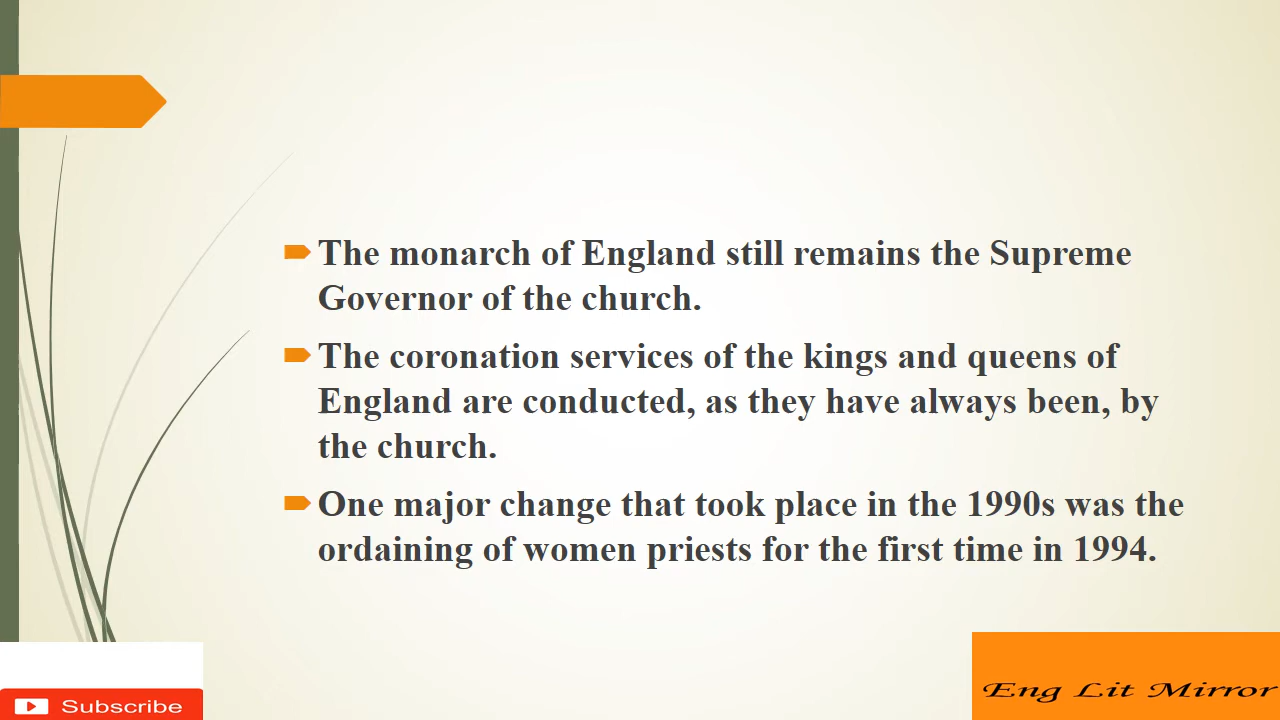 The monarch of England still remains the Supreme
Governor of the church.
The coronation services of the kings and queens of
England are conducted, as they have always been, by
the church.
One major change that took place in the 1990s was the
ordaining of women priests for the first time in 1994.
Subscribe
Eng Lit Mirror